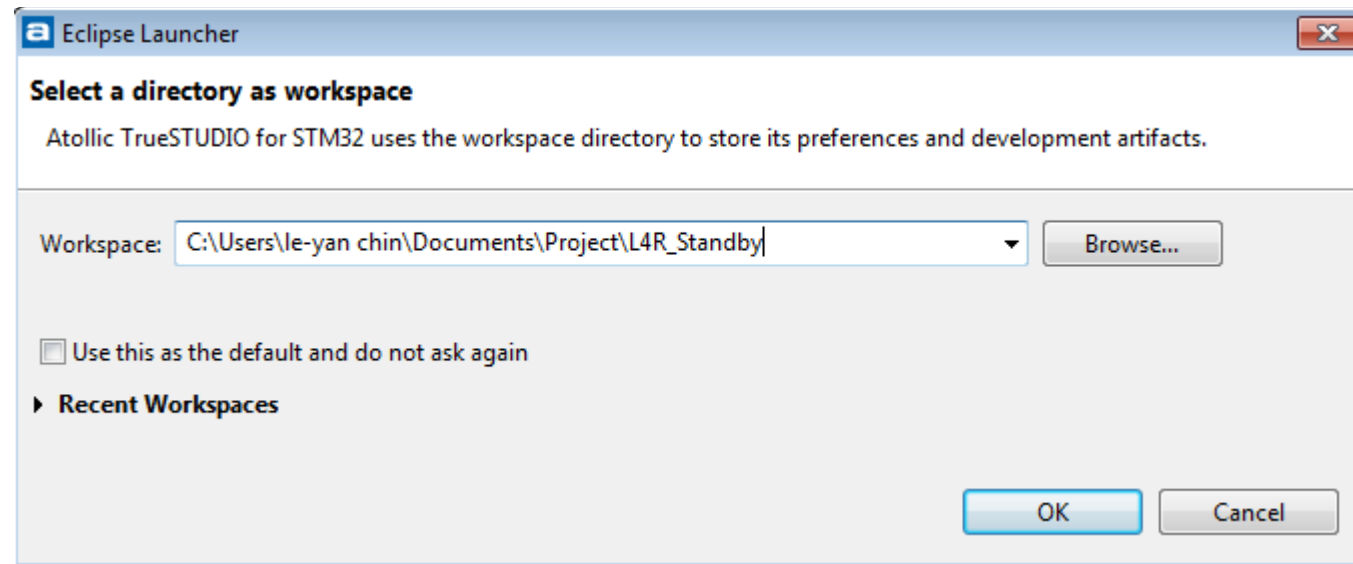 Eclipse Launcher
Select a directory as workspace
Atollic TrueSTUDIO for STM32 uses the workspace directory to store its preferences and development artifacts.
Workspace: C:\Users\le-yan chin\Documents\Project\L4R_Standby Browse...
Use this as the default and do not ask again
Recent Workspaces
OK Cancel